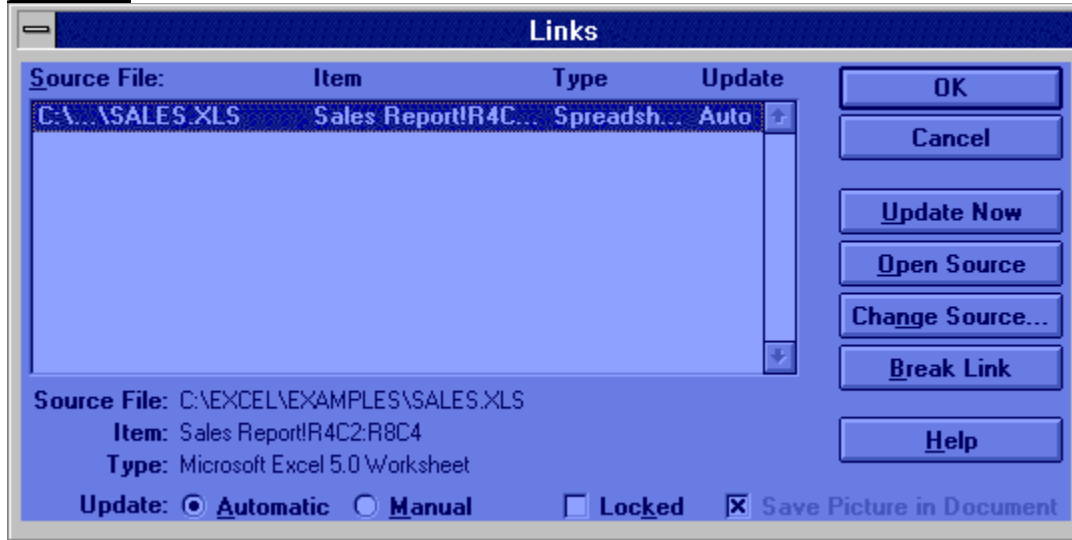 Links
Source File: Item Type Update
C:\...\SALES.XLS Sales Report!R4C... Spreadsh... Auto
OK
Cancel
Update Now
Open Source
Change Source...
Break Link
Help
Source File: C:\EXCEL\EXAMPLES\SALES.XLS
Item: Sales Report!R4C2:R8C4
Type: Microsoft Excel 5.0 Worksheet
Update: Automatic Manual Locked Save Picture in Document